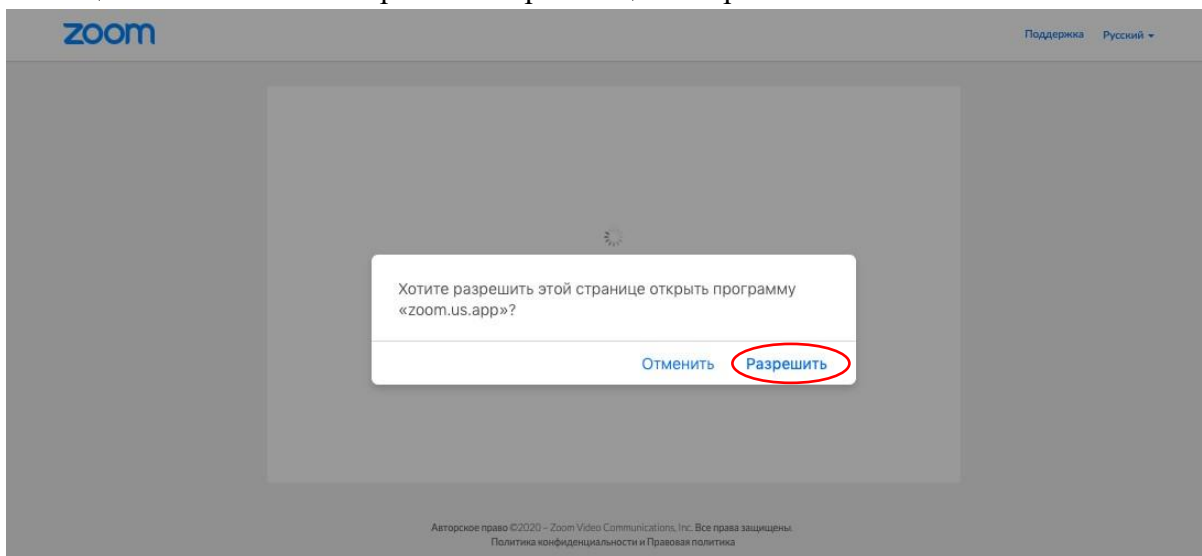 zoom
Поддержка Русский
Хотите разрешить этой странице открыть программу
«zoom.us.app»?
Отменить Разрешить
Авторское право ©2020 – Zoom Video Communications, Inc. Все права защищены.
Политика конфиденциальности и Правовая политика